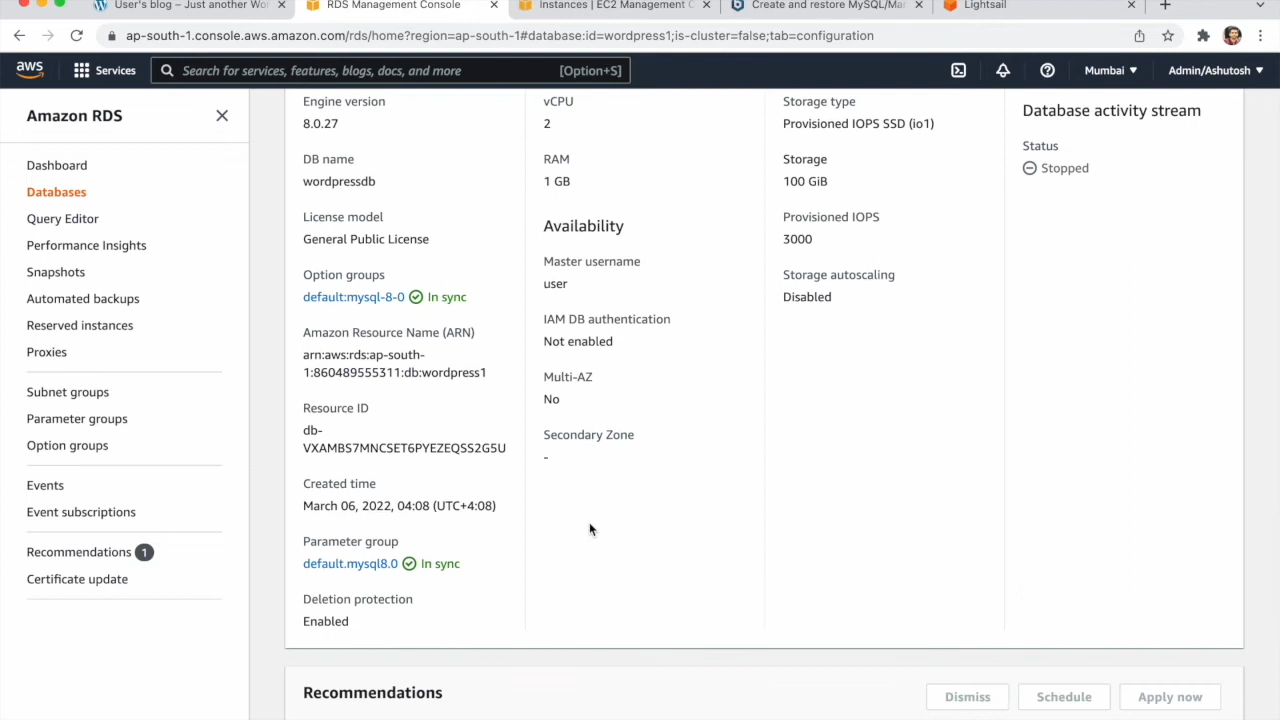 User's blog – Just another Wo
RDS Management Console
Instances | EC2 Management C
Create and restore MySQL/Mar
Lightsail
ap-south-1.console.aws.amazon.com/rds/home?region=ap-south-1#database:id=wordpress1;is-cluster=false;tab=configuration
aws
Services
Search for services, features, blogs, docs, and more
[Option+S]
Mumbai
Admin/Ashutosh
Amazon RDS
Dashboard
Databases
Query Editor
Performance Insights
Snapshots
Automated backups
Reserved instances
Proxies
Subnet groups
Parameter groups
Option groups
Events
Event subscriptions
Recommendations 1
Certificate update
Engine version
8.0.27
DB name
wordpressdb
License model
General Public License
Option groups
default:mysql-8-0 In sync
Amazon Resource Name (ARN)
arn:aws:rds:ap-south-
1:860489555311:db:wordpress1
Resource ID
db-
VXAMBS7MNCSET6PYEZEQSS2G5U
Created time
March 06, 2022, 04:08 (UTC+4:08)
Parameter group
default.mysql8.0 In sync
Deletion protection
Enabled
vCPU
2
RAM
1 GB
Availability
Master username
user
IAM DB authentication
Not enabled
Multi-AZ
No
Secondary Zone
-
Storage type
Provisioned IOPS SSD (io1)
Storage
100 GiB
Provisioned IOPS
3000
Storage autoscaling
Disabled
Database activity stream
Status
Stopped
Recommendations
Dismiss
Schedule
Apply now